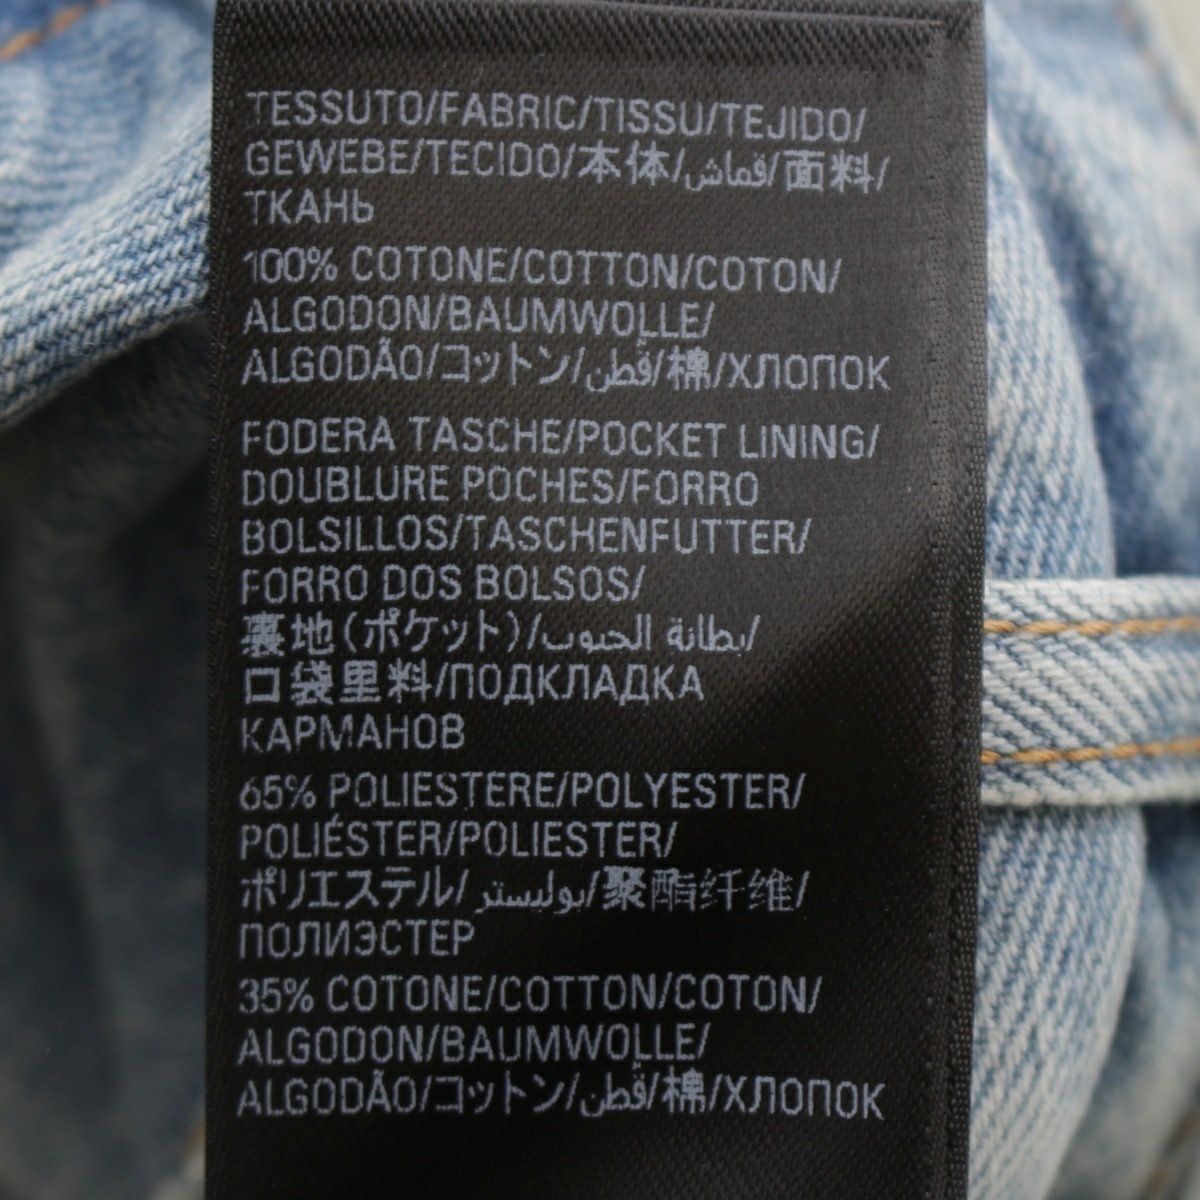 TESSUTO/FABRIC/TISSU/TEJIDO/
GEWEBE/TECIDO/本体/قماش/面料/
ТКАНЬ
100% COTONE/COTTON/COTON/
ALGODON/BAUMWOLLE/
ALGODÃO/コットン/قطن/棉/ХЛОПОК
FODERA TASCHE/POCKET LINING/
DOUBLURE POCHES/FORRO
BOLSILLOS/TASCHENFUTTER/
FORRO DOS BOLSOS/
裏地(ポケット)/بطانة الجيوب/
口袋里料/ПОДКЛАДКА
КАРМАНОВ
65% POLIESTERE/POLYESTER/
POLIÉSTER/POLIESTER/
ポリエステル/بوليستر/聚酯纤维/
ПОЛИЭСТЕР
35% COTONE/COTTON/COTON/
ALGODON/BAUMWOLLE/
ALGODÃO/コットン/قطن/棉/ХЛОПОК